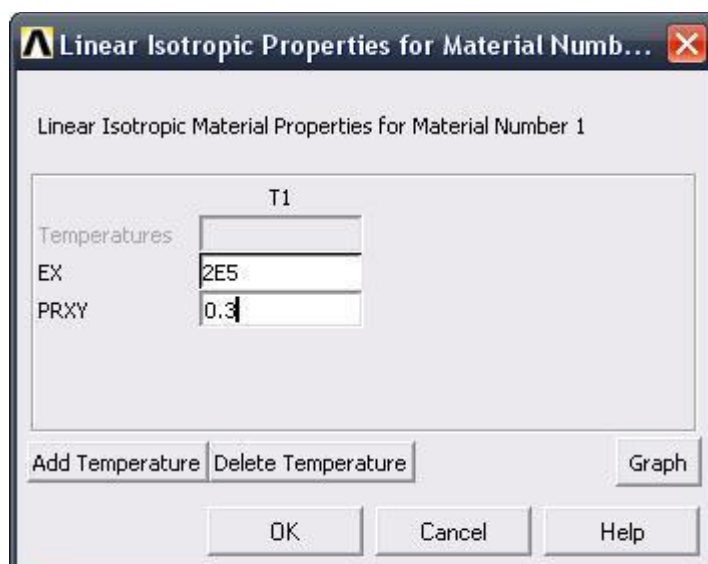 Linear Isotropic Properties for Material Numb...
Linear Isotropic Material Properties for Material Number 1
T1
Temperatures
EX 2E5
PRXY 0.3
Add Temperature Delete Temperature Graph
OK Cancel Help